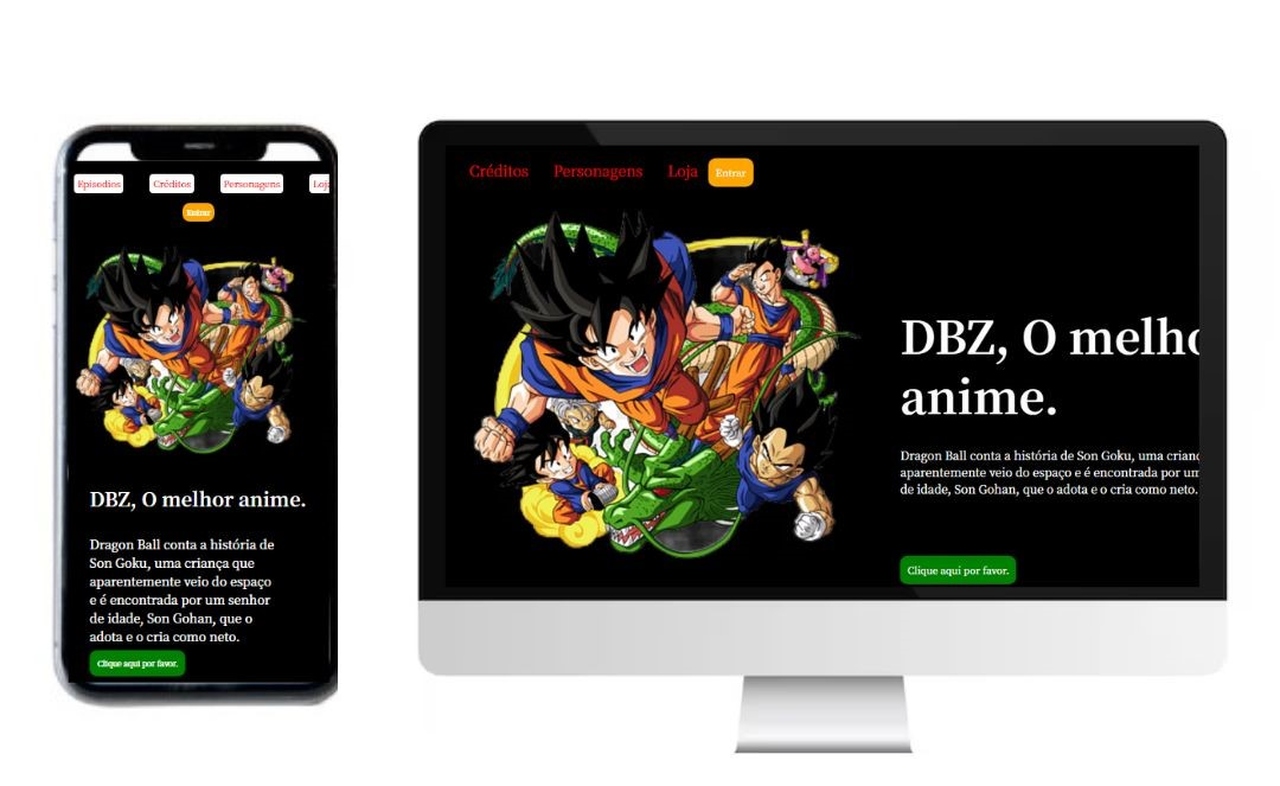 Episodios Créditos Personagens Loj
Entrar
DBZ, O melhor anime.
Dragon Ball conta a história de
Son Goku, uma criança que
aparentemente veio do espaço
e é encontrada por um senhor
de idade, Son Gohan, que o
adota e o cria como neto.
Clique aqui por favor.
Créditos Personagens Loja Entrar
DBZ, O melho
anime.
Dragon Ball conta a história de Son Goku, uma crianç
aparentemente veio do espaço e é encontrada por um
de idade, Son Gohan, que o adota e o cria como neto.
Clique aqui por favor.